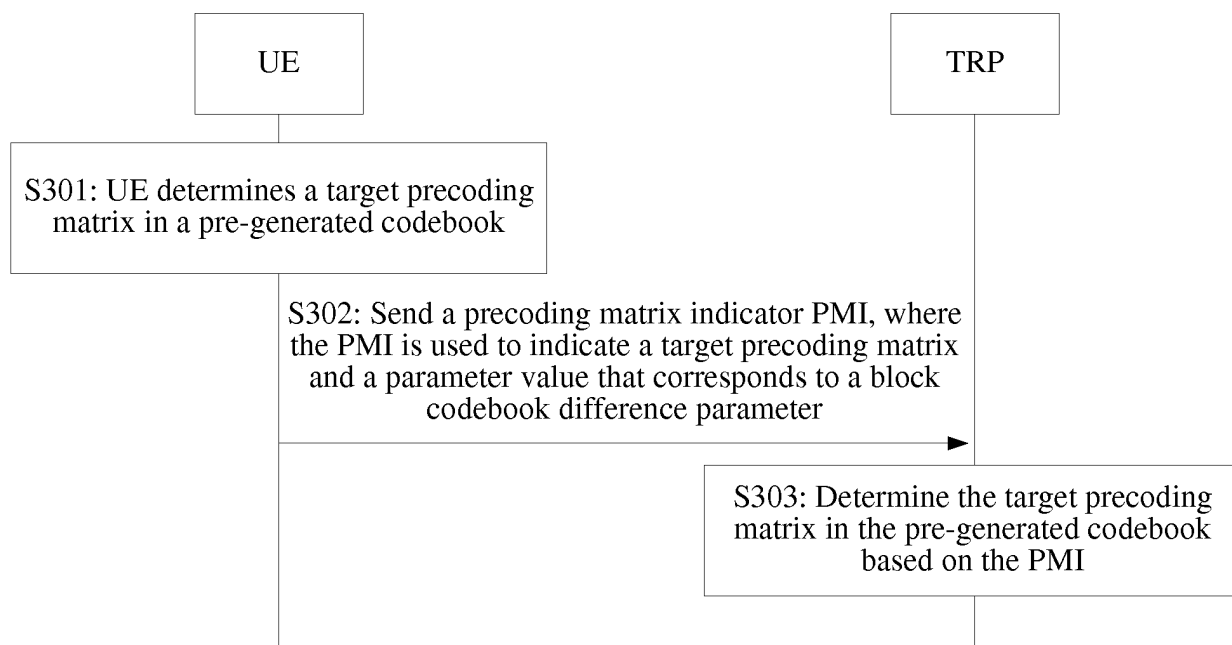 UE
TRP
S301: UE determines a target precoding
matrix in a pre-generated codebook
S302: Send a precoding matrix indicator PMI, where
the PMI is used to indicate a target precoding matrix
and a parameter value that corresponds to a block
codebook difference parameter
S303: Determine the target precoding
matrix in the pre-generated codebook
based on the PMI